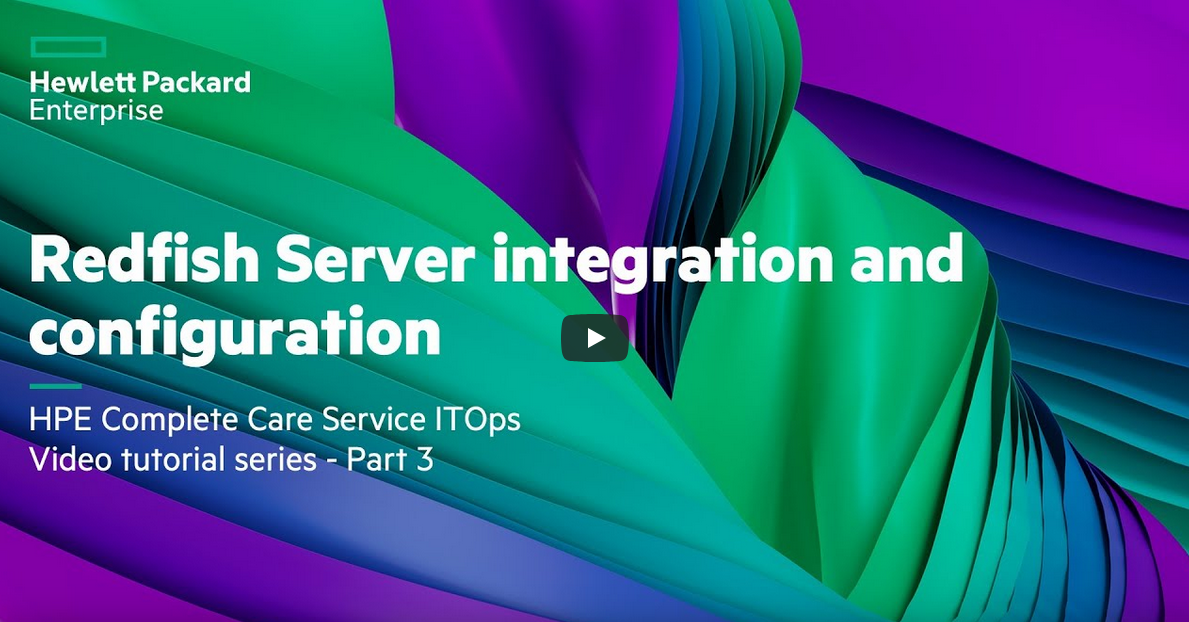 Hewlett Packard
Enterprise
Redfish Server integration and
configuration
HPE Complete Care Service ITOps
Video tutorial series - Part 3